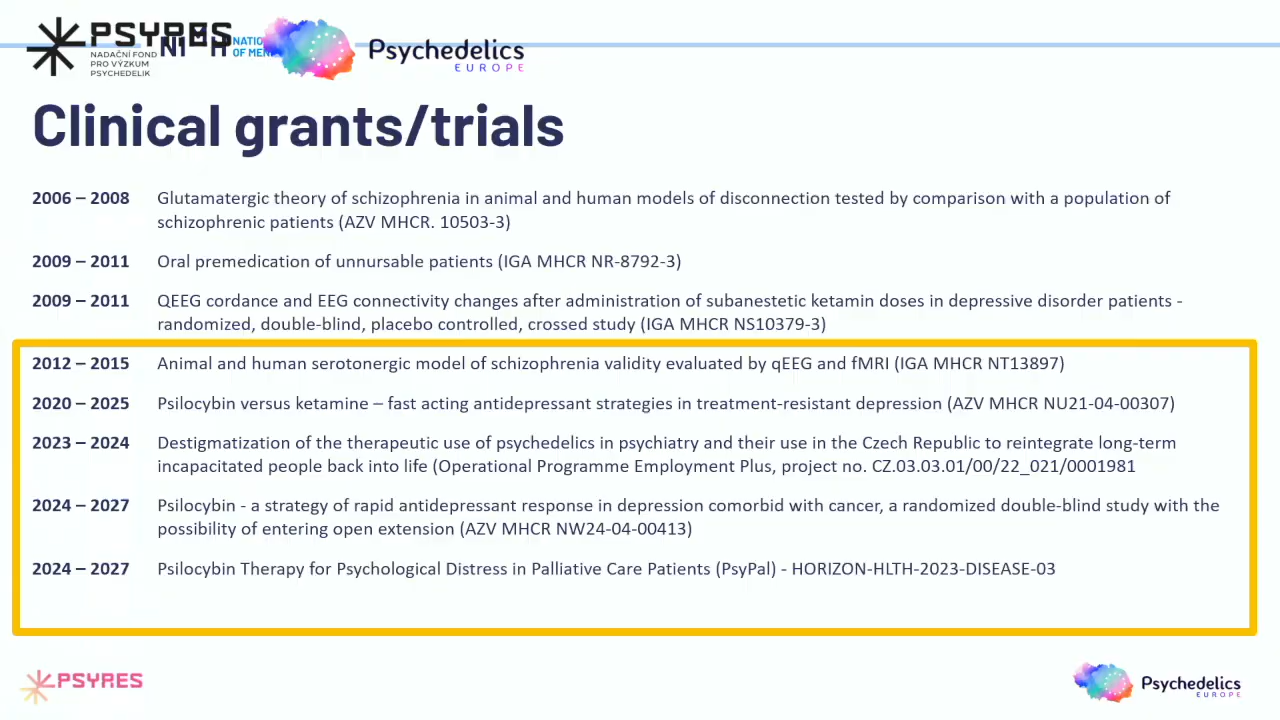 PSYRES
NADAČNÍ FOND
PRO VÝZKUM
PSYCHEDELIK
NATIO
OF MEN
Psychedelics
EUROPE
Clinical grants/trials
2006 – 2008 Glutamatergic theory of schizophrenia in animal and human models of disconnection tested by comparison with a population of
schizophrenic patients (AZV MHCR. 10503-3)
2009 – 2011 Oral premedication of unnursable patients (IGA MHCR NR-8792-3)
2009 – 2011 QEEG cordance and EEG connectivity changes after administration of subanestetic ketamin doses in depressive disorder patients -
randomized, double-blind, placebo controlled, crossed study (IGA MHCR NS10379-3)
2012 – 2015 Animal and human serotonergic model of schizophrenia validity evaluated by qEEG and fMRI (IGA MHCR NT13897)
2020 – 2025 Psilocybin versus ketamine – fast acting antidepressant strategies in treatment-resistant depression (AZV MHCR NU21-04-00307)
2023 – 2024 Destigmatization of the therapeutic use of psychedelics in psychiatry and their use in the Czech Republic to reintegrate long-term
incapacitated people back into life (Operational Programme Employment Plus, project no. CZ.03.03.01/00/22_021/0001981
2024 – 2027 Psilocybin - a strategy of rapid antidepressant response in depression comorbid with cancer, a randomized double-blind study with the
possibility of entering open extension (AZV MHCR NW24-04-00413)
2024 – 2027 Psilocybin Therapy for Psychological Distress in Palliative Care Patients (PsyPal) - HORIZON-HLTH-2023-DISEASE-03
PSYRES
Psychedelics
EUROPE